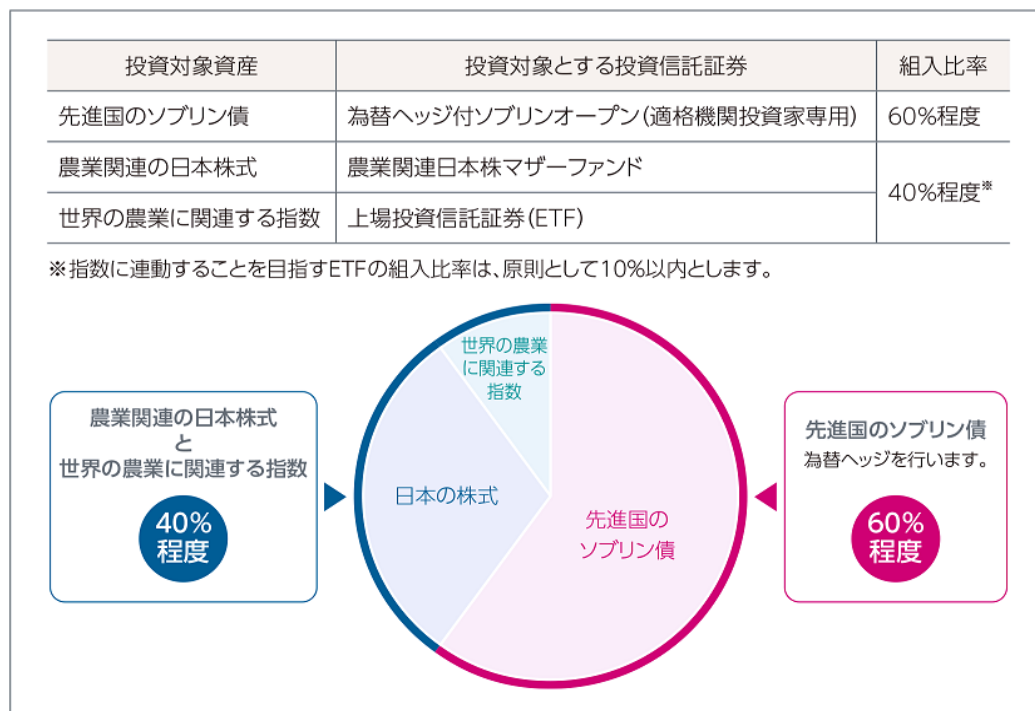 投資対象資産 投資対象とする投資信託証券 組入比率
先進国のソブリン債 為替ヘッジ付ソブリンオープン(適格機関投資家専用) 60%程度
農業関連の日本株式 農業関連日本株マザーファンド
40%程度※
世界の農業に関連する指数 上場投資信託証券(ETF)
※指数に連動することを目指すETFの組入比率は、原則として10%以内とします。
世界の農業
に関連する
指数
農業関連の日本株式
と
世界の農業に関連する指数
40%
程度
日本の株式
先進国の
ソブリン債
先進国のソブリン債
為替ヘッジを行います。
60%
程度